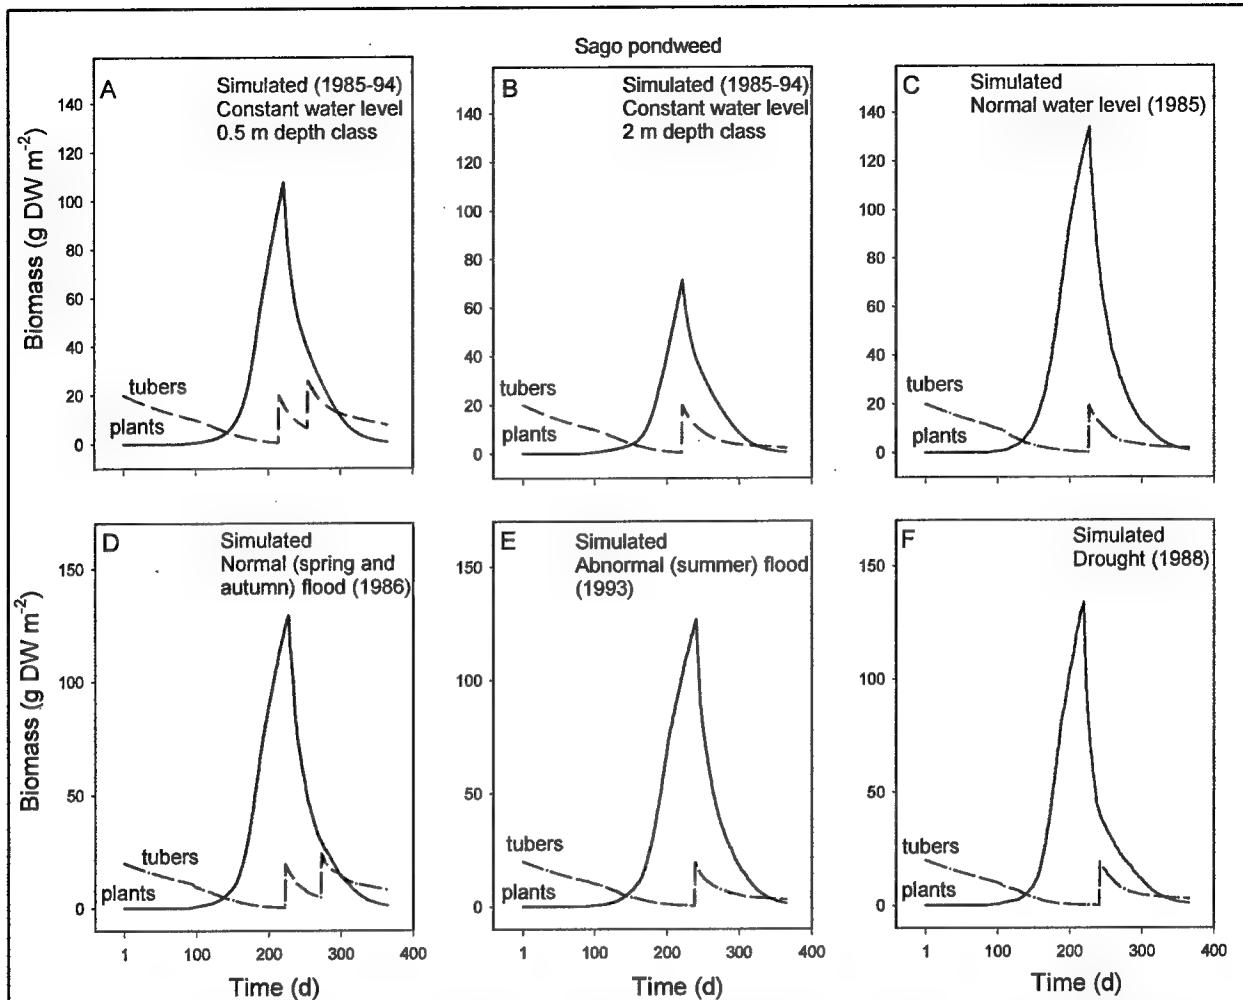 Sago pondweed
A
Simulated (1985-94)
Constant water level
0.5 m depth class
140
120
100
80
60
40
20
0
Biomass (g DW m⁻²)
tubers
plants
B
Simulated (1985-94)
Constant water level
2 m depth class
140
120
100
80
60
40
20
0
tubers
plants
C
Simulated
Normal water level (1985)
140
120
100
80
60
40
20
0
tubers
plants
D
Simulated
Normal (spring and
autumn) flood (1986)
150
100
50
0
Biomass (g DW m⁻²)
tubers
plants
1 100 200 300 400
Time (d)
E
Simulated
Abnormal (summer) flood
(1993)
150
100
50
0
tubers
plants
1 100 200 300 400
Time (d)
F
Simulated
Drought (1988)
150
100
50
0
tubers
plants
1 100 200 300 400
Time (d)